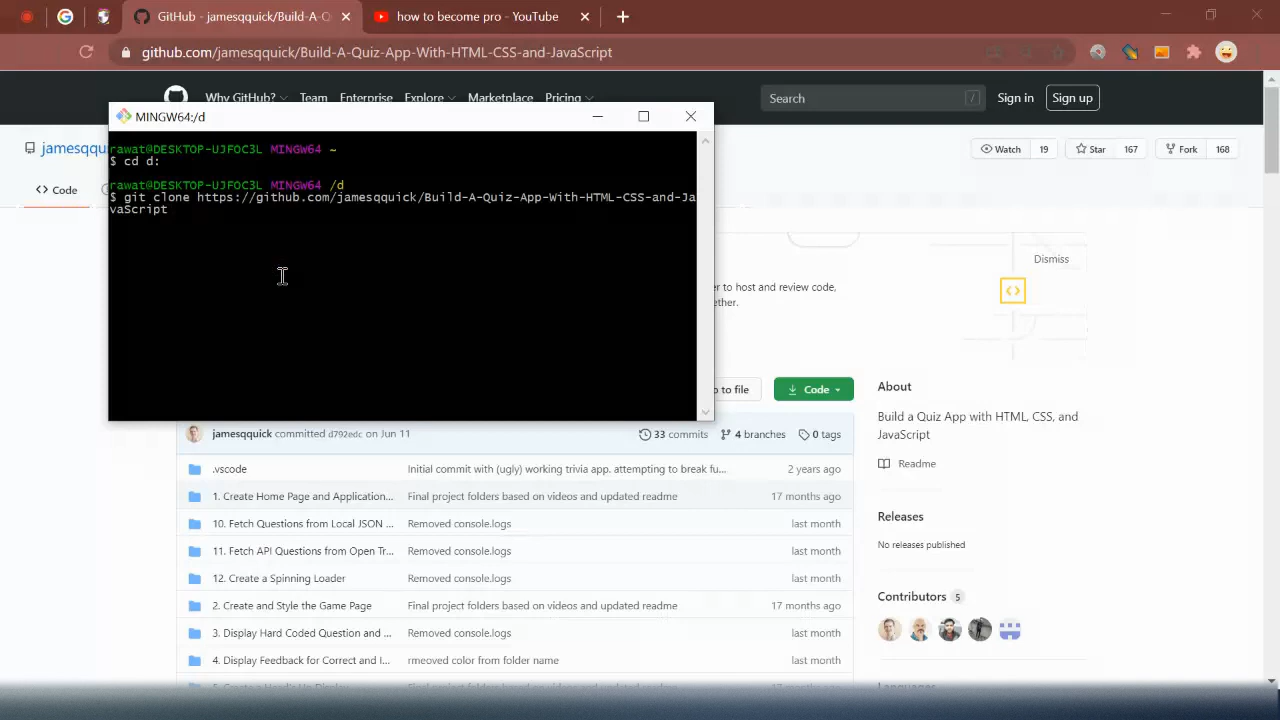 GitHub - jamesqquick/Build-A-Q
how to become pro - YouTube
github.com/jamesqquick/Build-A-Quiz-App-With-HTML-CSS-and-JavaScript
Why GitHub? Team Enterprise Explore Marketplace Pricing
Search /
Sign in Sign up
MINGW64:/d
jamesqqu
Watch 19 Star 167 Fork 168
Code
rawat@DESKTOP-UJFOC3L MINGW64 ~
$ cd d:
rawat@DESKTOP-UJFOC3L MINGW64 /d
$ git clone https://github.com/jamesqquick/Build-A-Quiz-App-With-HTML-CSS-and-Ja
vaScript
Dismiss
er to host and review code,
ether.
o to file
Code
About
Build a Quiz App with HTML, CSS, and
JavaScript
Readme
Releases
No releases published
Contributors 5
jamesqquick committed d792edc on Jun 11 33 commits 4 branches 0 tags
.vscode Initial commit with (ugly) working trivia app. attempting to break fu... 2 years ago
1. Create Home Page and Application... Final project folders based on videos and updated readme 17 months ago
10. Fetch Questions from Local JSON ... Removed console.logs last month
11. Fetch API Questions from Open Tr... Removed console.logs last month
12. Create a Spinning Loader Removed console.logs last month
2. Create and Style the Game Page Final project folders based on videos and updated readme 17 months ago
3. Display Hard Coded Question and ... Removed console.logs last month
4. Display Feedback for Correct and I... rmeoved color from folder name last month